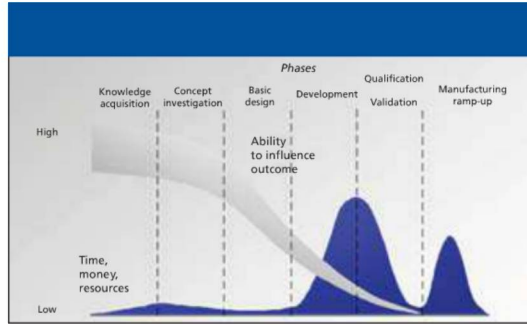 Phases
Knowledge
acquisition
Concept
investigation
Basic
design
Development
Qualification
Validation
Manufacturing
ramp-up
High
Ability
to influence
outcome
Time,
money,
resources
Low